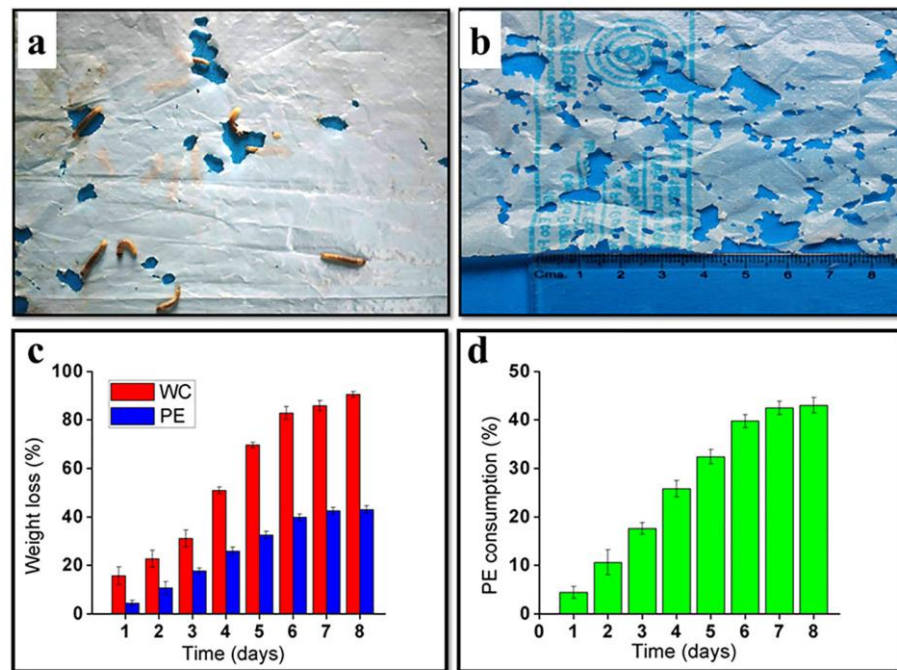 a
b
Cms. 1 2 3 4 5 6 7 8
c
100
80
60
40
20
0
WC
PE
Weight loss (%)
1 2 3 4 5 6 7 8
Time (days)
d
50
40
30
20
10
0
PE consumption (%)
0 1 2 3 4 5 6 7 8
Time (days)